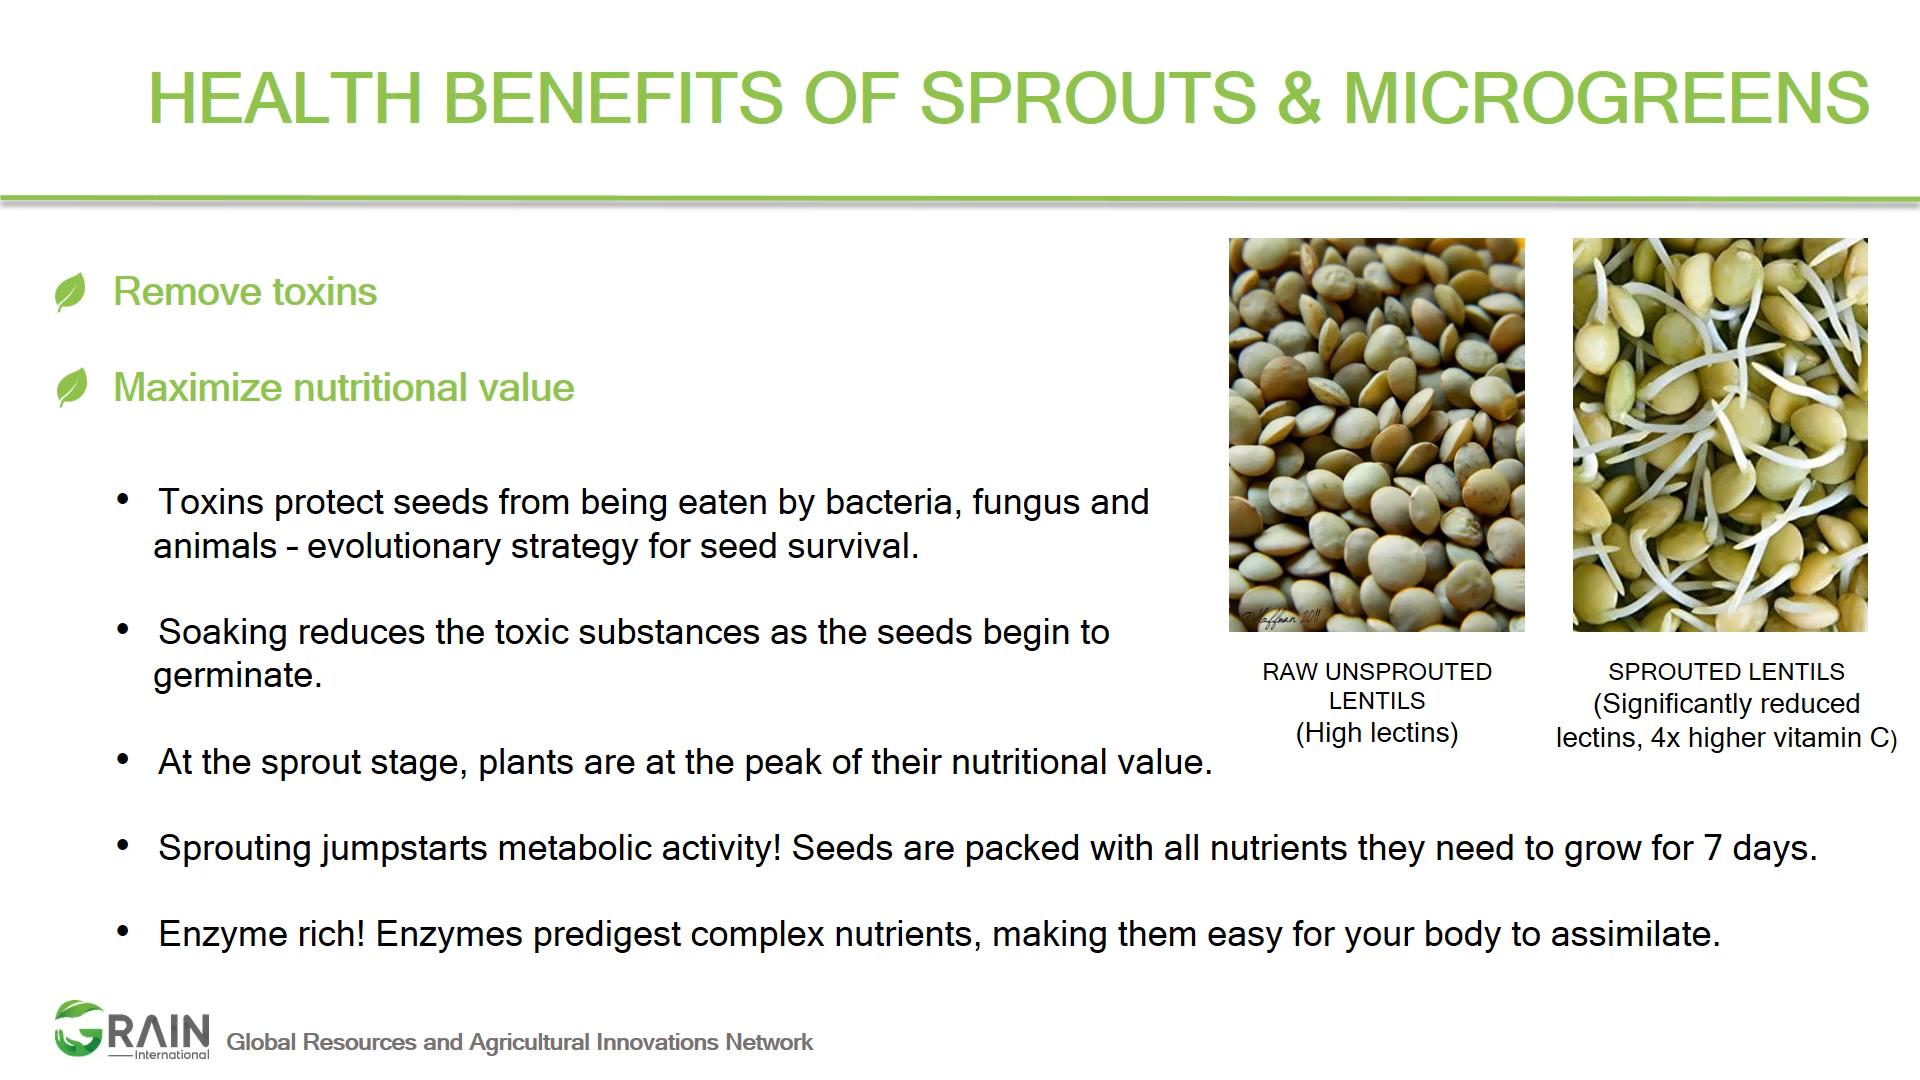 HEALTH BENEFITS OF SPROUTS & MICROGREENS
Remove toxins
Maximize nutritional value
• Toxins protect seeds from being eaten by bacteria, fungus and
animals – evolutionary strategy for seed survival.
• Soaking reduces the toxic substances as the seeds begin to
germinate.
• At the sprout stage, plants are at the peak of their nutritional value.
• Sprouting jumpstarts metabolic activity! Seeds are packed with all nutrients they need to grow for 7 days.
• Enzyme rich! Enzymes predigest complex nutrients, making them easy for your body to assimilate.
©Hoffman 2011
RAW UNSPROUTED
LENTILS
(High lectins)
SPROUTED LENTILS
(Significantly reduced
lectins, 4x higher vitamin C)
GRAIN
International
Global Resources and Agricultural Innovations Network